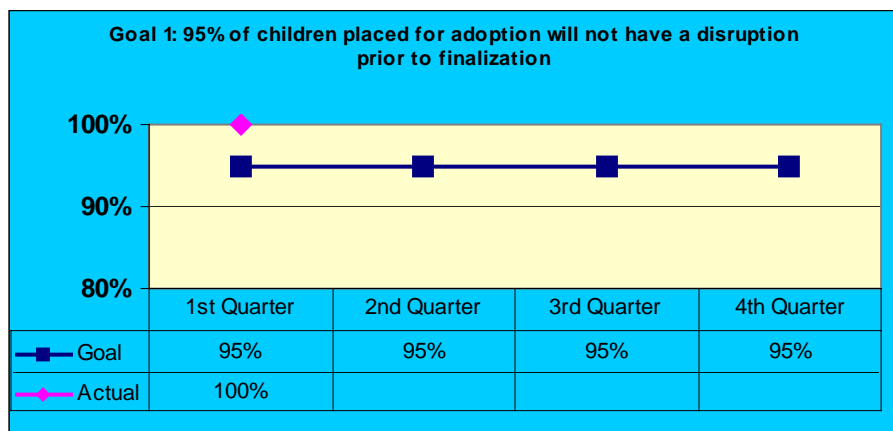 Goal 1: 95% of children placed for adoption will not have a disruption
prior to finalization
100%
90%
80%
1st Quarter 2nd Quarter 3rd Quarter 4th Quarter
Goal 95% 95% 95% 95%
Actual 100%